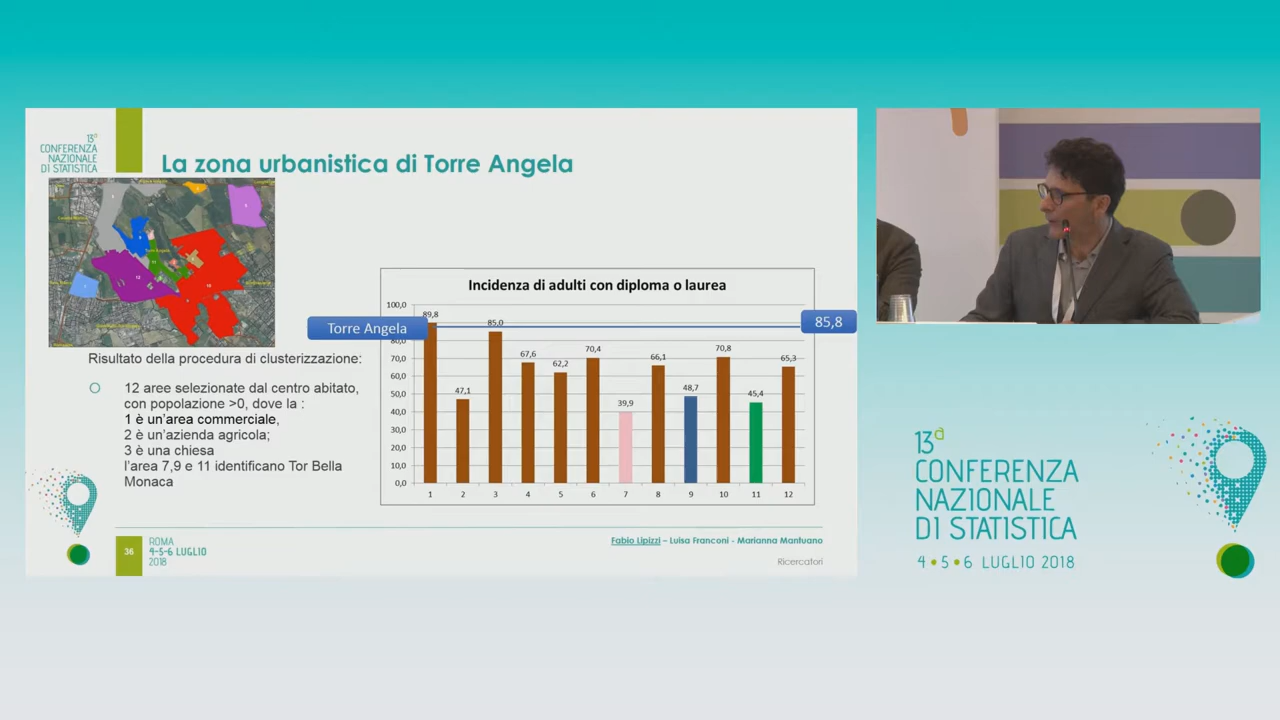 13ª
CONFERENZA
NAZIONALE
DI STATISTICA
La zona urbanistica di Torre Angela
Risultato della procedura di clusterizzazione:
12 aree selezionate dal centro abitato,
con popolazione >0, dove la :
1 è un'area commerciale,
2 è un'azienda agricola;
3 è una chiesa
l'area 7,9 e 11 identificano Tor Bella
Monaca
Incidenza di adulti con diploma o laurea
100,0
80,0
70,0
60,0
50,0
40,0
30,0
20,0
10,0
0,0
Torre Angela
85,8
89,8
47,1
85,0
67,6
62,2
70,4
39,9
66,1
48,7
70,8
45,4
65,3
1 2 3 4 5 6 7 8 9 10 11 12
36
ROMA
4-5-6 LUGLIO
2018
Fabio Lipizzi – Luisa Franconi - Marianna Mantuano
Ricercatori
13ª
CONFERENZA
NAZIONALE
DI STATISTICA
4 • 5 • 6 LUGLIO 2018